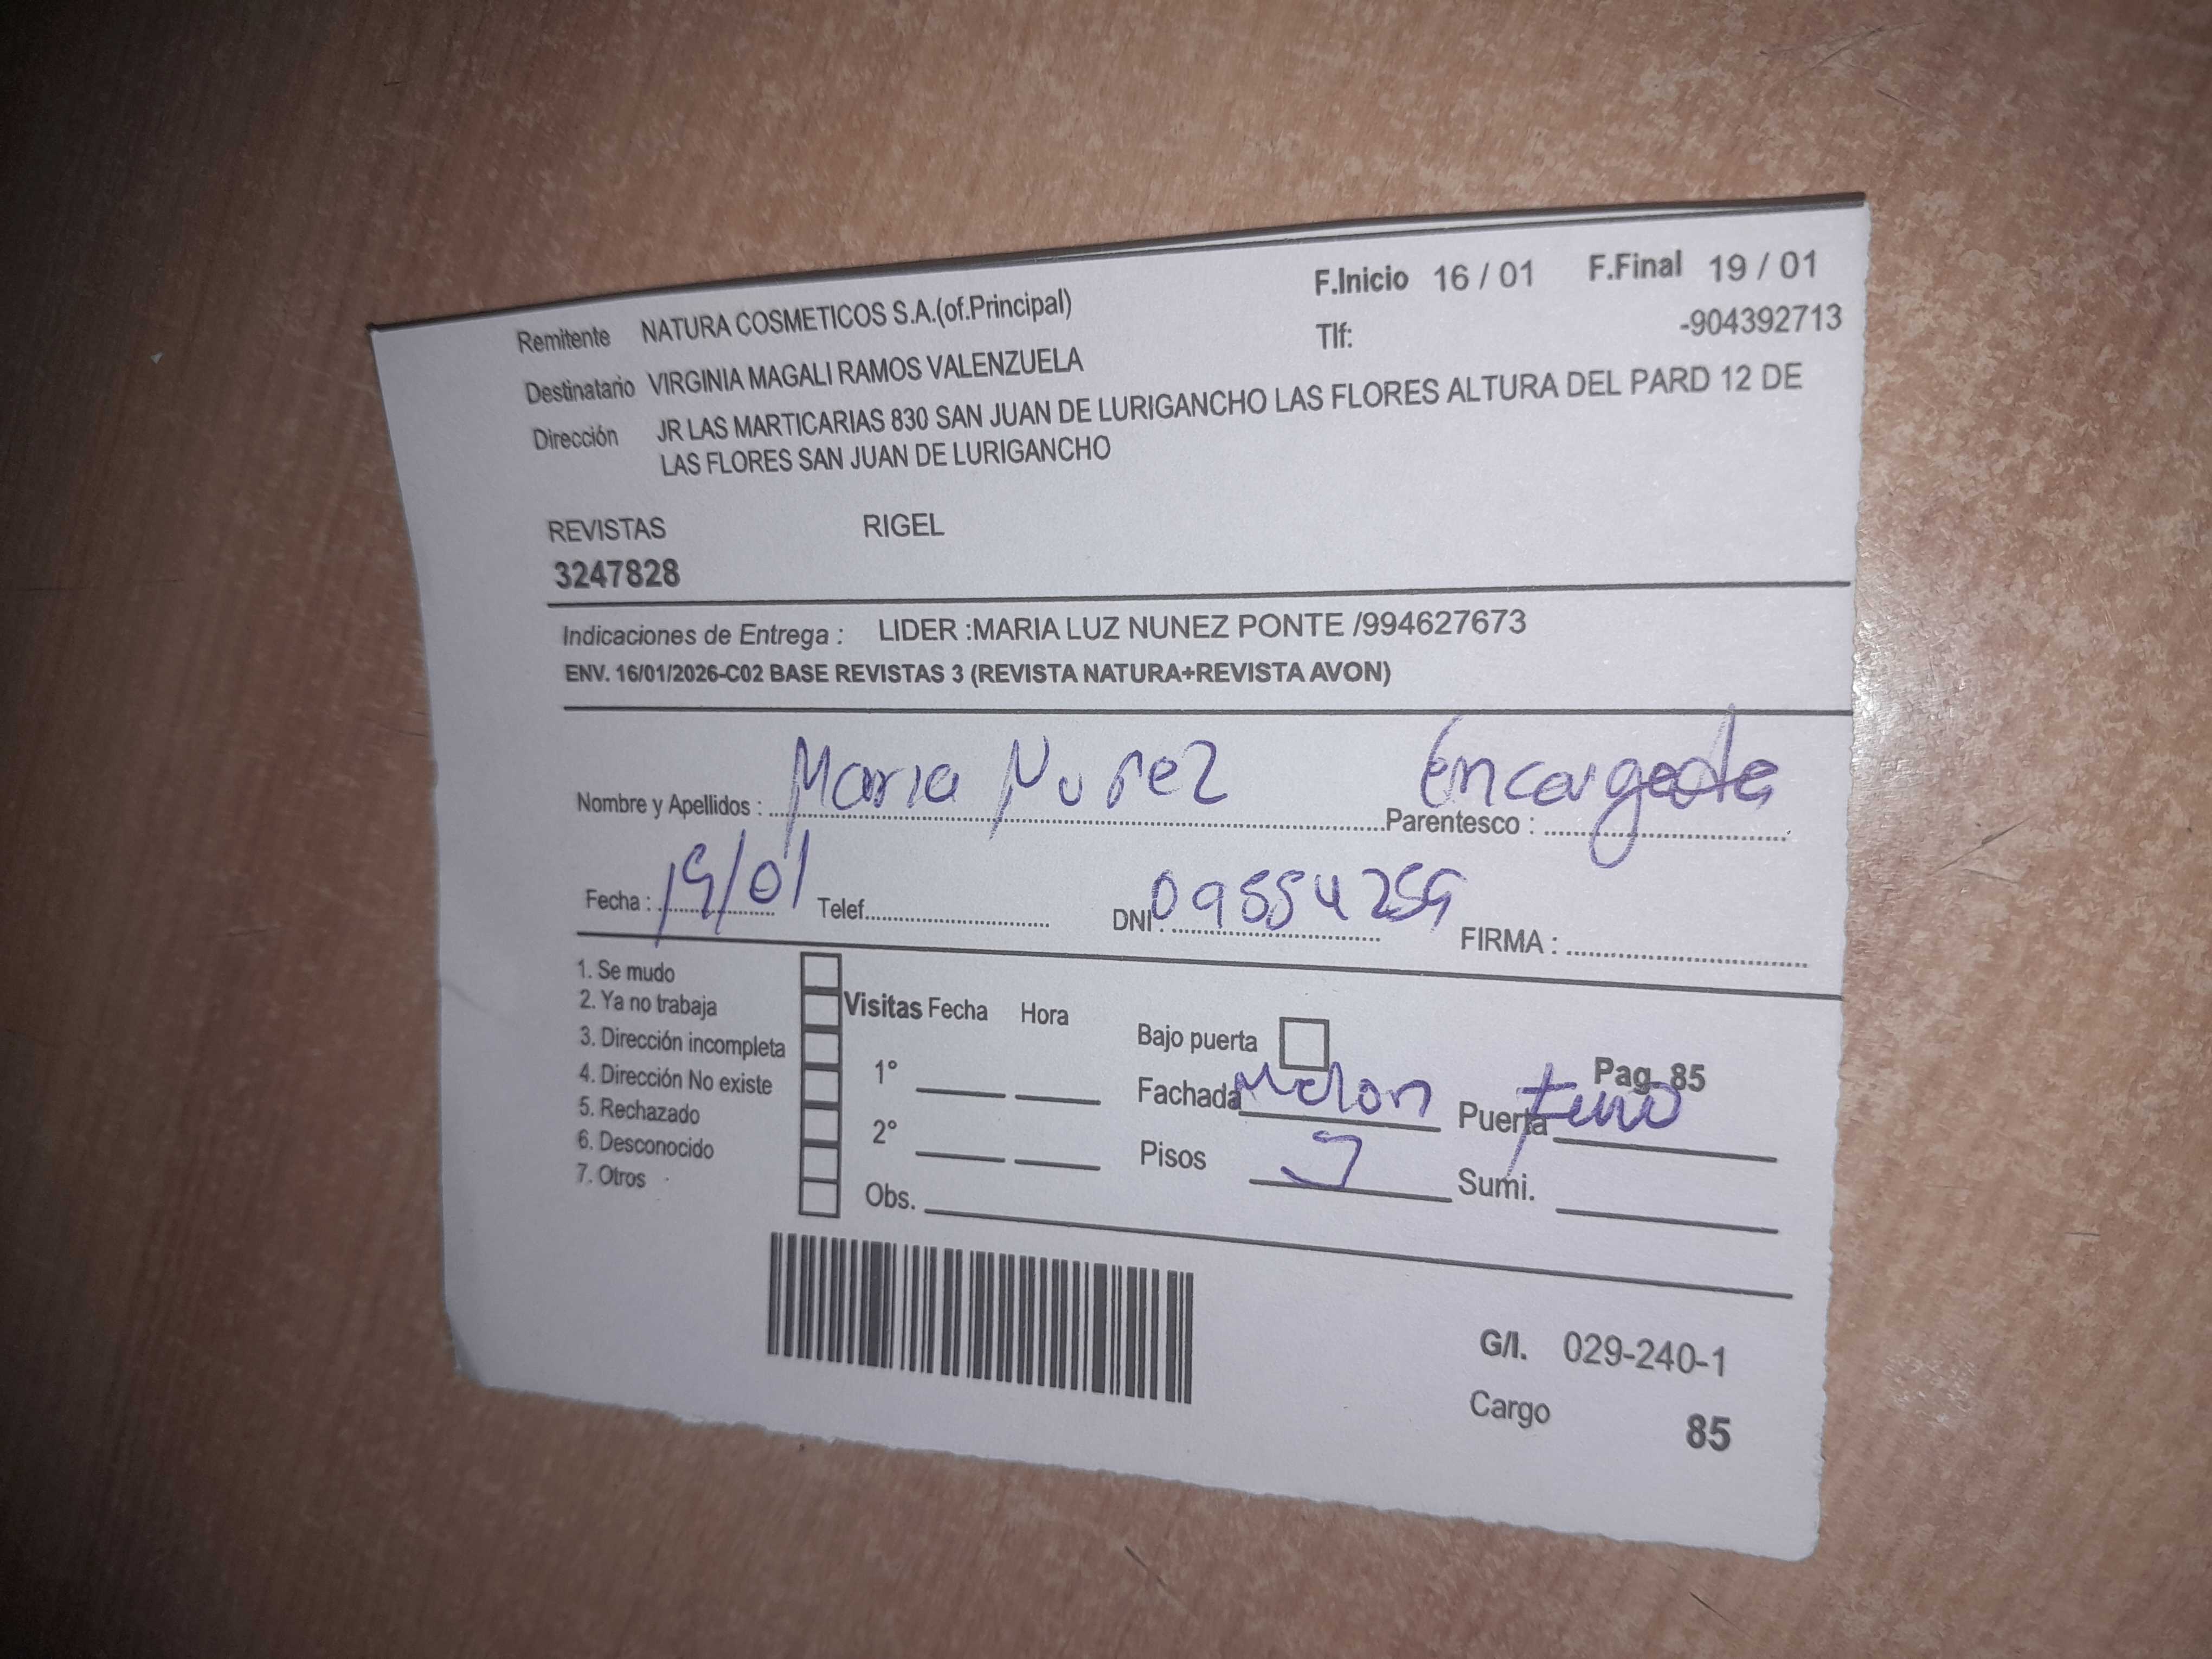 F.Inicio 16 / 01 F.Final 19 / 01
Remitente NATURA COSMETICOS S.A.(of.Principal) Tlf: -904392713
Destinatario VIRGINIA MAGALI RAMOS VALENZUELA
Dirección JR LAS MARTICARIAS 830 SAN JUAN DE LURIGANCHO LAS FLORES ALTURA DEL PARD 12 DE
LAS FLORES SAN JUAN DE LURIGANCHO
REVISTAS RIGEL
3247828
Indicaciones de Entrega : LIDER :MARIA LUZ NUNEZ PONTE /994627673
ENV. 16/01/2026-C02 BASE REVISTAS 3 (REVISTA NATURA+REVISTA AVON)
Nombre y Apellidos : Maria Nuñez Parentesco : Encargada
Fecha : 19/01 Telef. DNI : 09554259 FIRMA :
1. Se mudo
2. Ya no trabaja
3. Dirección incompleta
4. Dirección No existe
5. Rechazado
6. Desconocido
7. Otros
Visitas Fecha Hora
1°
2°
Obs.
Bajo puerta
Fachada Melon Puerta
Pisos Sumi.
Pag. 85
G/I. 029-240-1
Cargo 85